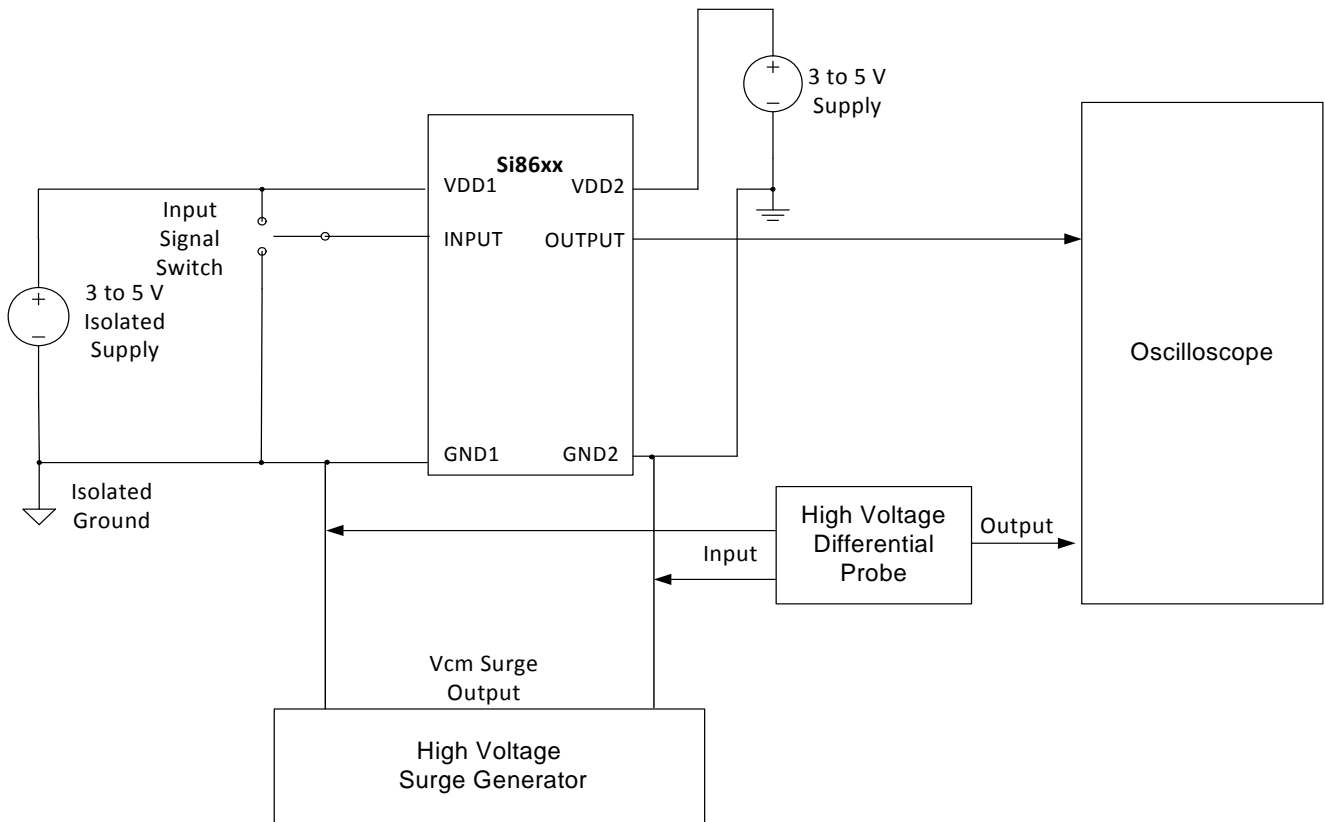 3 to 5 V
Supply
Si86xx
VDD1
VDD2
Input
Signal
Switch
INPUT
OUTPUT
+
−
3 to 5 V
Isolated
Supply
+
−
Oscilloscope
GND1
GND2
Isolated
Ground
High Voltage
Differential
Probe
Input
Output
Vcm Surge
Output
High Voltage
Surge Generator